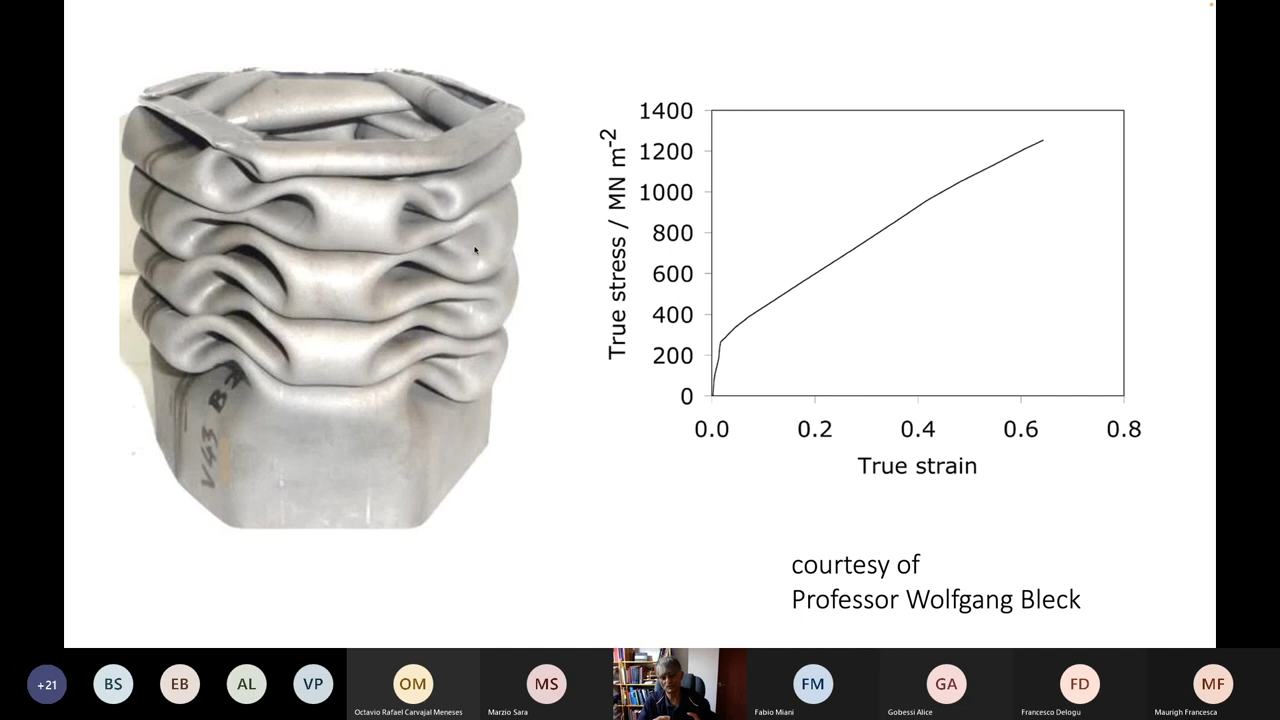 V43 B2
1400
1200
1000
800
600
400
200
0
True stress / MN m-2
0.0 0.2 0.4 0.6 0.8
True strain
courtesy of
Professor Wolfgang Bleck
+21 BS EB AL VP OM MS FM GA FD MF
Octavio Rafael Carvajal Meneses Marzio Sara Fabio Miani Gobessi Alice Francesco Delogu Maurigh Francesca